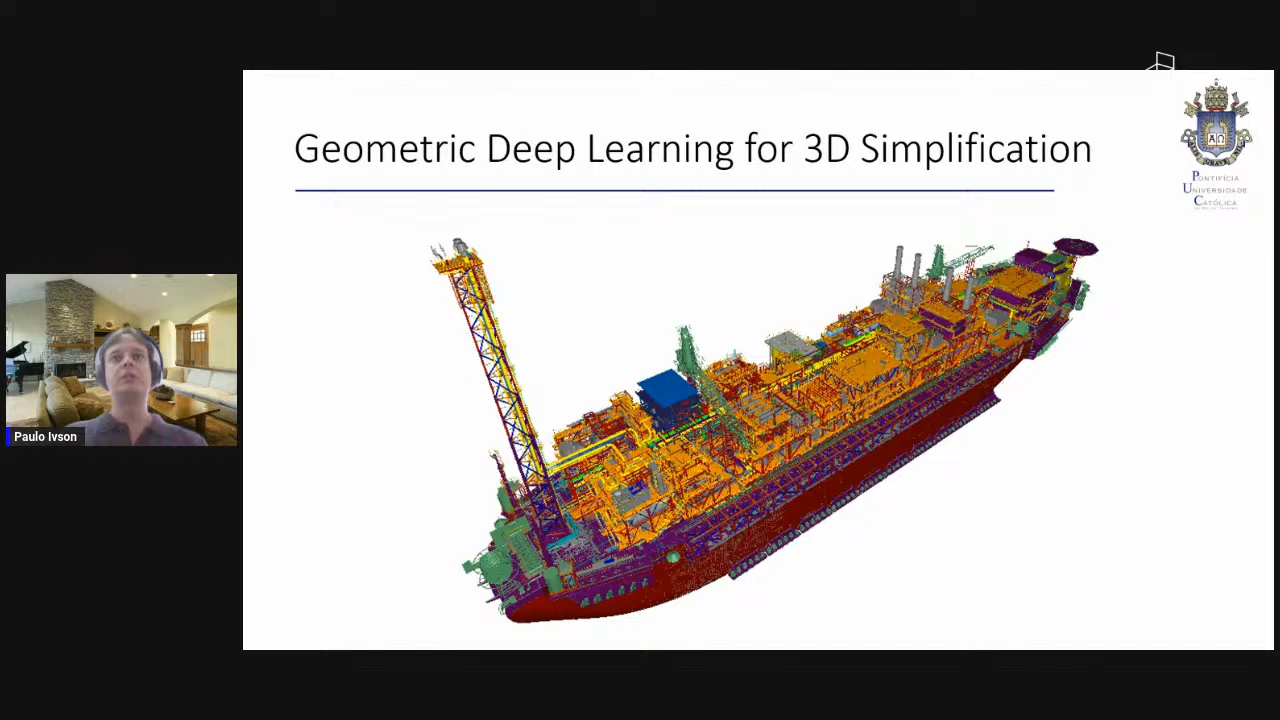 Geometric Deep Learning for 3D Simplification
PONTIFÍCIA
UNIVERSIDADE
CATÓLICA
Paulo Ivson